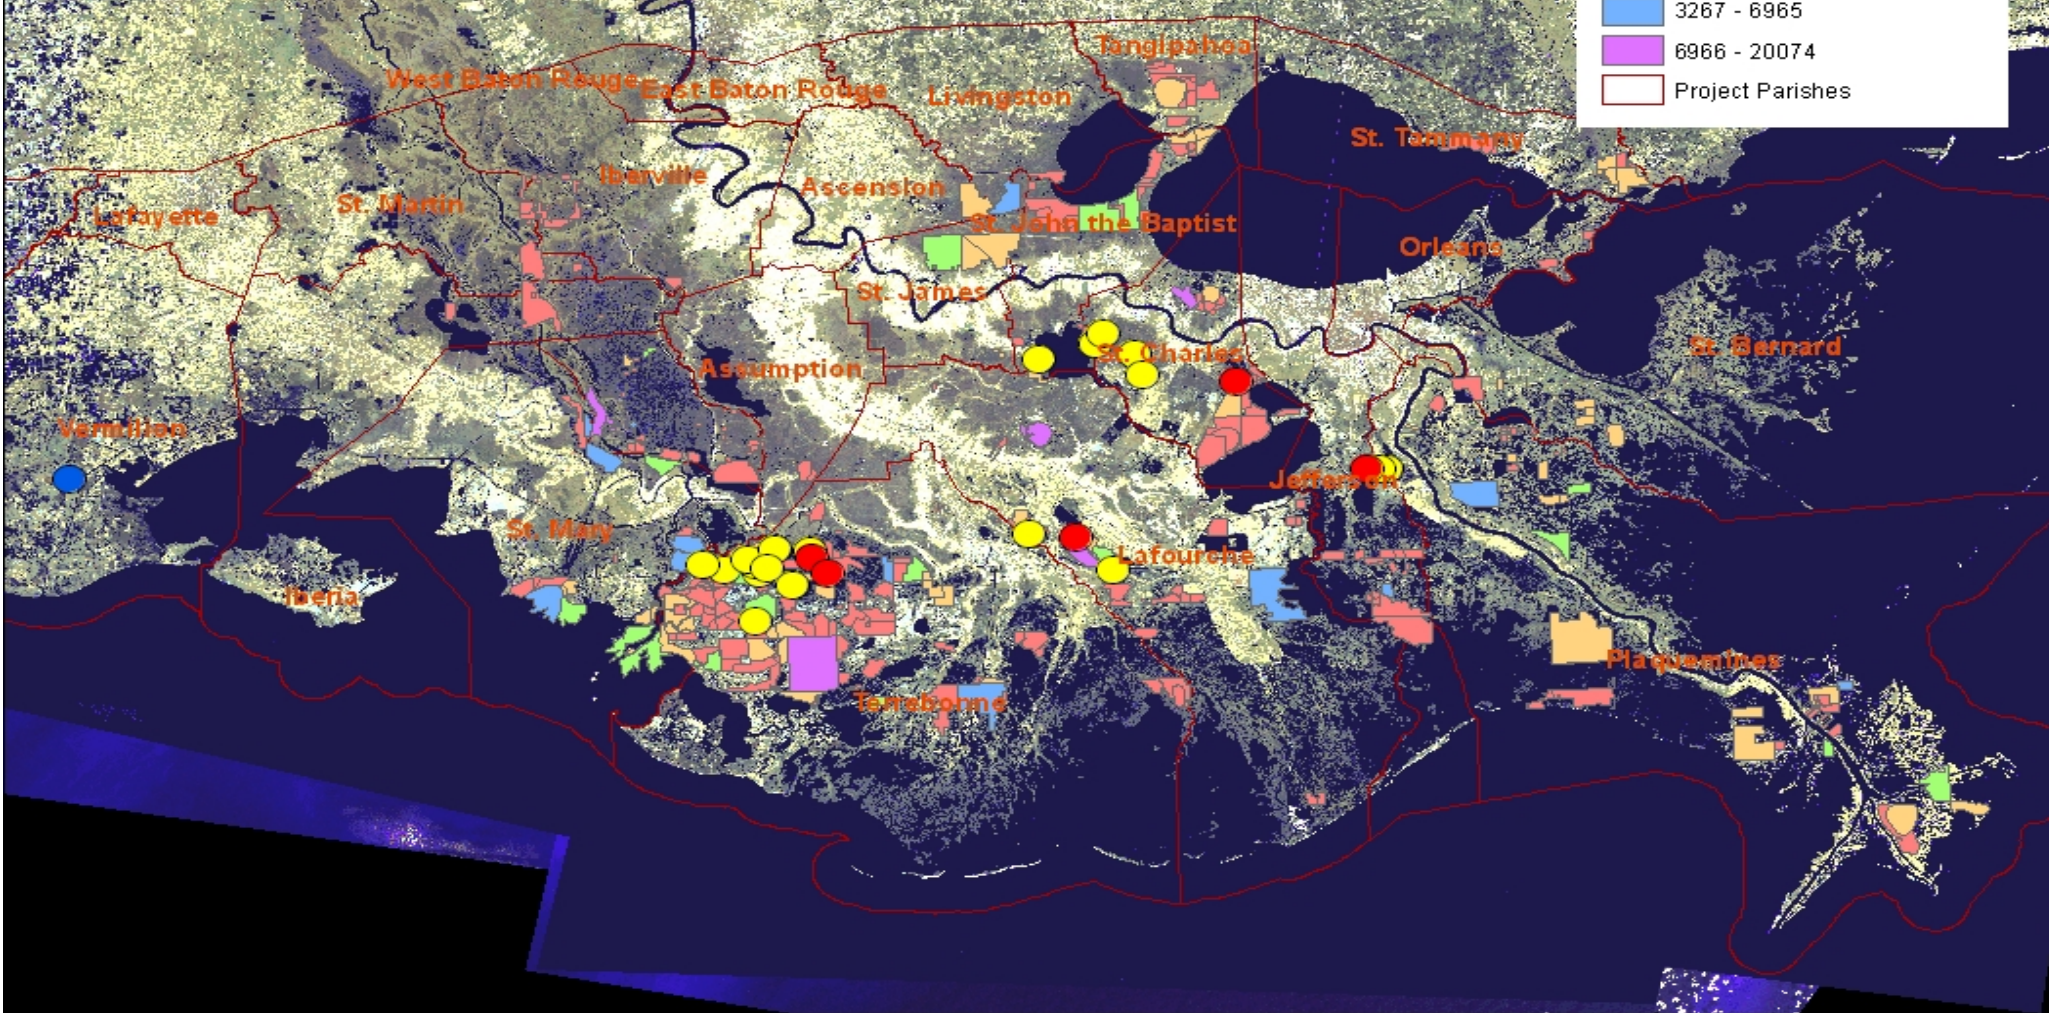 3267 - 6965
6966 - 20074
Project Parishes
Tangipahoa
West Baton Rouge
East Baton Rouge
Livingston
St. Tammany
Iberville
Ascension
Lafayette
St. Martin
St. John the Baptist
Orleans
St. James
St. Charles
St. Bernard
Assumption
Vermilion
Jefferson
St. Mary
Lafourche
Iberia
Plaquemines
Terrebonne